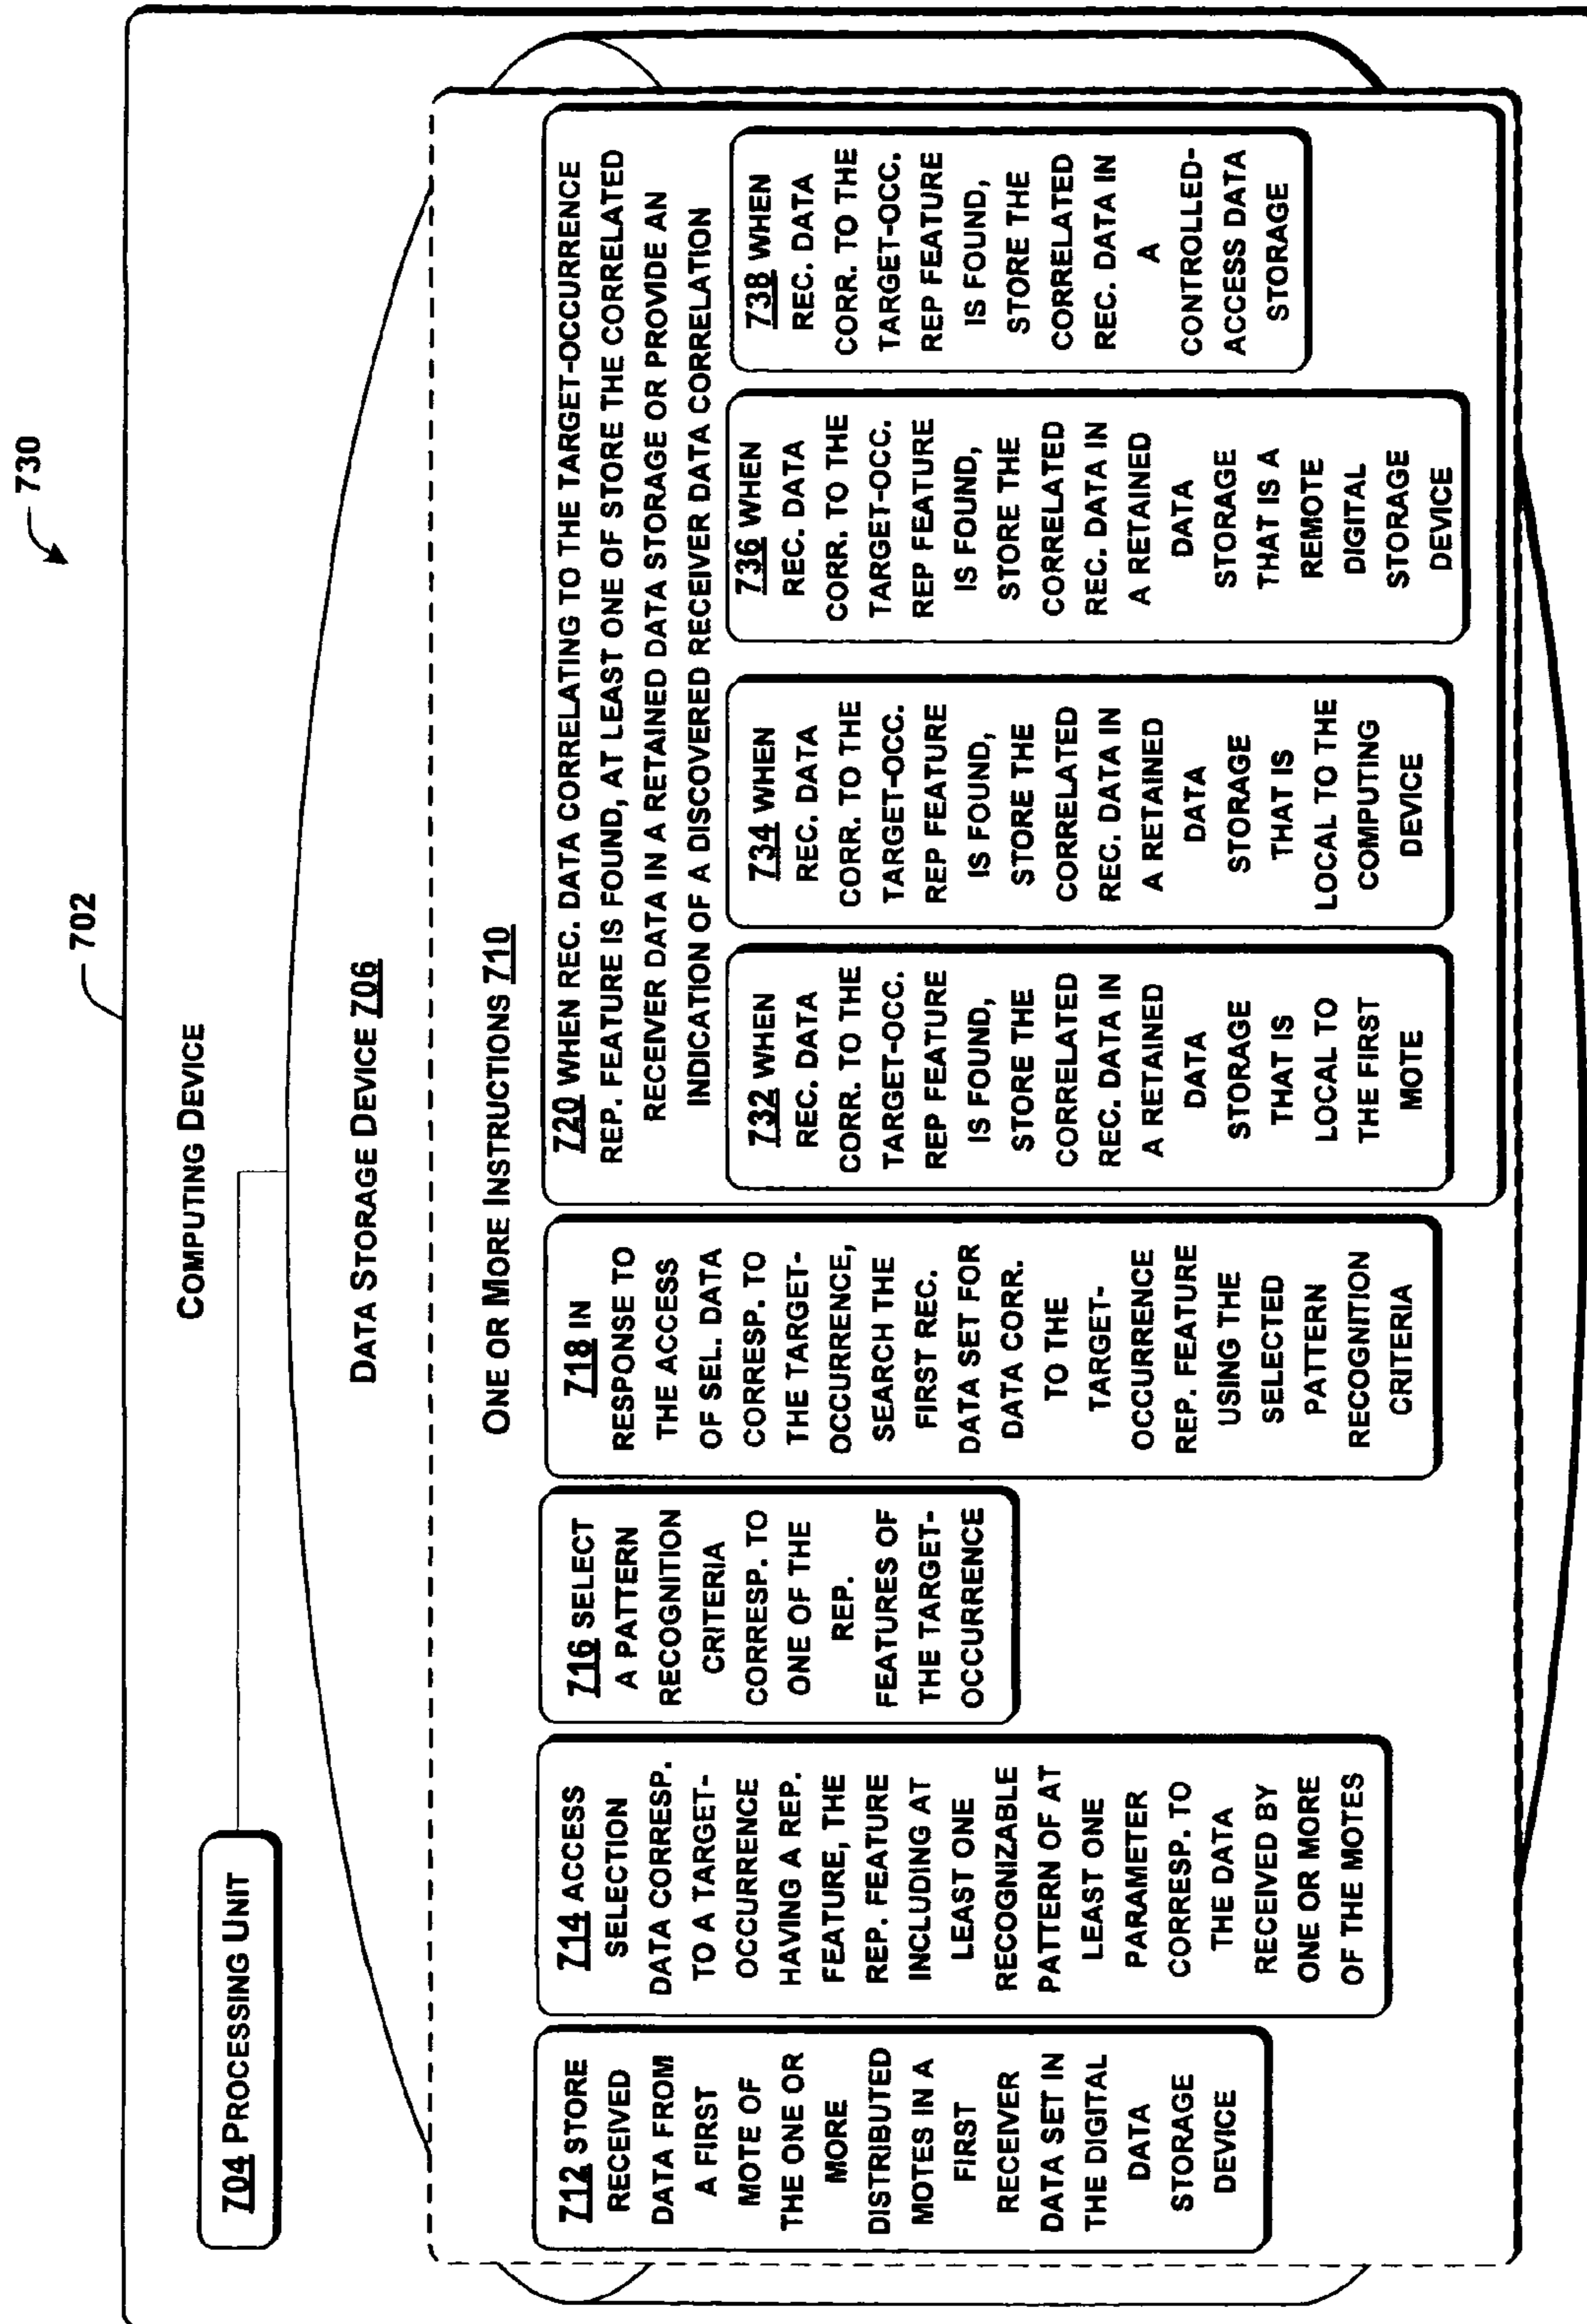 730
702
COMPUTING DEVICE
704 PROCESSING UNIT
DATA STORAGE DEVICE 706
ONE OR MORE INSTRUCTIONS 710
712 STORE
RECEIVED
DATA FROM
A FIRST
MOTE OF
THE ONE OR
MORE
DISTRIBUTED
MOTES IN A
FIRST
RECEIVER
DATA SET IN
THE DIGITAL
DATA
STORAGE
DEVICE
714 ACCESS
SELECTION
DATA CORRESP.
TO A TARGET-
OCCURRENCE
HAVING A REP.
FEATURE, THE
REP. FEATURE
INCLUDING AT
LEAST ONE
RECOGNIZABLE
PATTERN OF AT
LEAST ONE
PARAMETER
CORRESP. TO
THE DATA
RECEIVED BY
ONE OR MORE
OF THE MOTES
716 SELECT
A PATTERN
RECOGNITION
CRITERIA
CORRESP. TO
ONE OF THE
REP.
FEATURES OF
THE TARGET-
OCCURRENCE
718 IN
RESPONSE TO
THE ACCESS
OF SEL. DATA
CORRESP. TO
THE TARGET-
OCCURRENCE,
SEARCH THE
FIRST REC.
DATA SET FOR
DATA CORR.
TO THE
TARGET-
OCCURRENCE
REP. FEATURE
USING THE
SELECTED
PATTERN
RECOGNITION
CRITERIA
720 WHEN REC. DATA CORRELATING TO THE TARGET-OCCURRENCE
REP. FEATURE IS FOUND, AT LEAST ONE OF STORE THE CORRELATED
RECEIVER DATA IN A RETAINED DATA STORAGE OR PROVIDE AN
INDICATION OF A DISCOVERED RECEIVER DATA CORRELATION
732 WHEN
REC. DATA
CORR. TO THE
TARGET-OCC.
REP FEATURE
IS FOUND,
STORE THE
CORRELATED
REC. DATA IN
A RETAINED
DATA
STORAGE
THAT IS
LOCAL TO
THE FIRST
MOTE
734 WHEN
REC. DATA
CORR. TO THE
TARGET-OCC.
REP FEATURE
IS FOUND,
STORE THE
CORRELATED
REC. DATA IN
A RETAINED
DATA
STORAGE
THAT IS
LOCAL TO THE
COMPUTING
DEVICE
736 WHEN
REC. DATA
CORR. TO THE
TARGET-OCC.
REP FEATURE
IS FOUND,
STORE THE
CORRELATED
REC. DATA IN
A RETAINED
DATA
STORAGE
THAT IS A
REMOTE
DIGITAL
STORAGE
DEVICE
738 WHEN
REC. DATA
CORR. TO THE
TARGET-OCC.
REP FEATURE
IS FOUND,
STORE THE
CORRELATED
REC. DATA IN
A
CONTROLLED-
ACCESS DATA
STORAGE